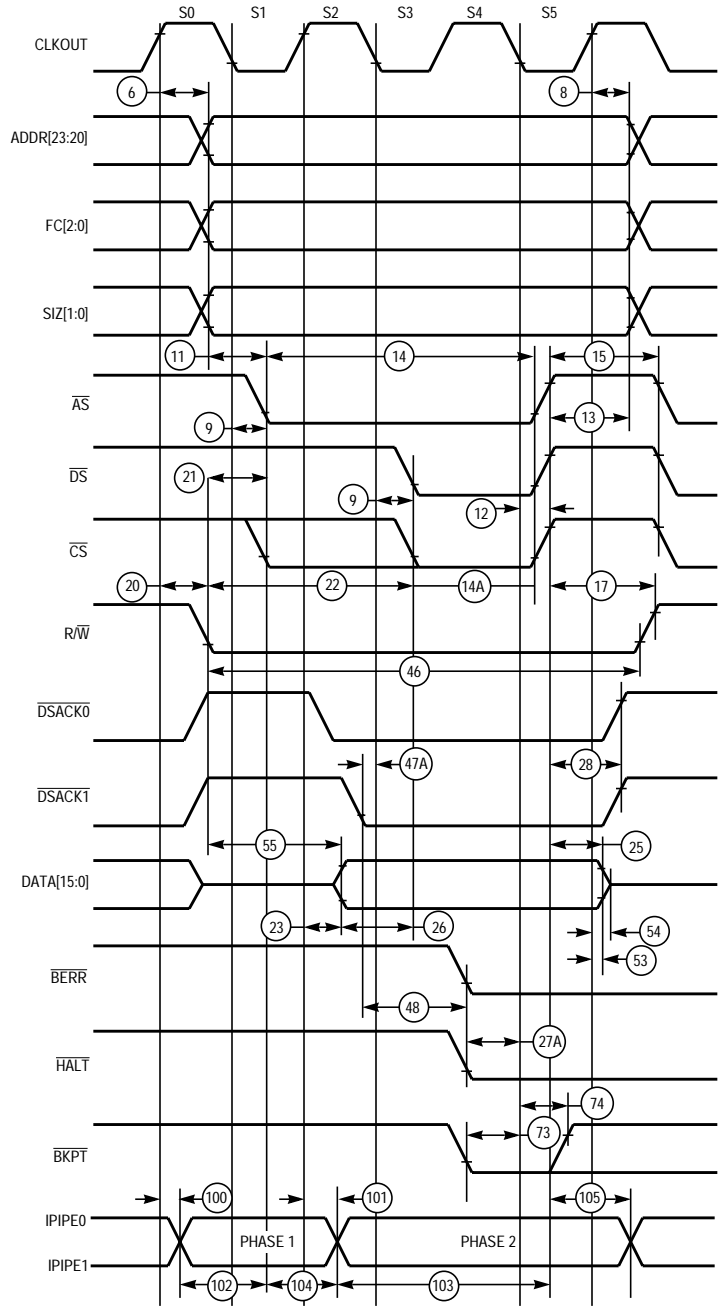 S0 S1 S2 S3 S4 S5
CLKOUT
6 8
ADDR[23:20]
FC[2:0]
SIZ[1:0]
11 14 15
AS
9 13
DS
21 9 12
CS
20 22 14A 17
R/W
46
DSACK0
47A 28
DSACK1
55 25
DATA[15:0]
23 26 54
53
BERR
48
27A
HALT
74
73
BKPT
100 101 105
IPIPE0
PHASE 1 PHASE 2
IPIPE1
102 104 103